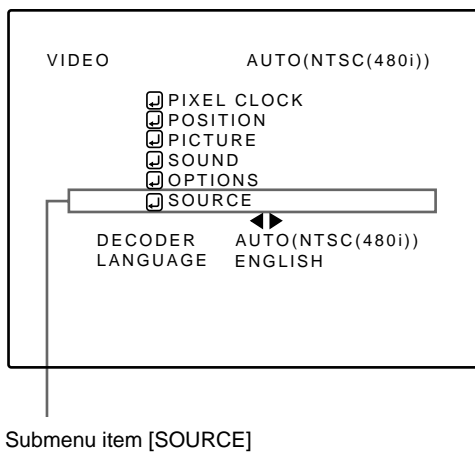 VIDEO AUTO(NTSC(480i))
PIXEL CLOCK
POSITION
PICTURE
SOUND
OPTIONS
SOURCE
DECODER AUTO(NTSC(480i))
LANGUAGE ENGLISH
Submenu item [SOURCE]